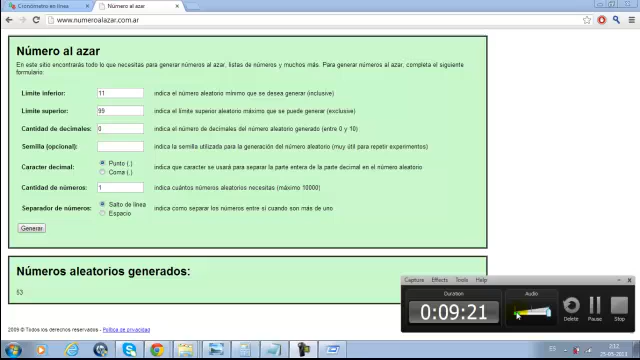 Cronómetro en línea
Número al azar
www.numeroalazar.com.ar
Número al azar
En este sitio encontrarás todo lo que necesitas para generar números al azar, listas de números y muchos más. Para generar números al azar, completa el siguiente
formulario:
Límite inferior: 11 indica el número aleatorio mínimo que se desea generar (inclusive)
Límite superior: 99 indica el límite superior aleatorio máximo que se puede generar (exclusive)
Cantidad de decimales: 0 indica el número de decimales del número aleatorio generado (entre 0 y 10)
Semilla (opcional): indica la semilla utilizada para la generación del número aleatorio (muy útil para repetir experimentos)
Caracter decimal: Punto (.) indica que caracter se usará para separar la parte entera de la parte decimal en el número aleatorio
Coma (,)
Cantidad de números: 1 indica cuántos números aleatorios necesitas (máximo 10000)
Separador de números: Salto de línea indica como separar los números entre sí cuando son más de uno
Espacio
Generar
Números aleatorios generados:
53
Capture Effects Tools Help
Duration
Audio
0:09:21
Delete Pause Stop
2009 © Todos los derechos reservados - Política de privacidad
ES